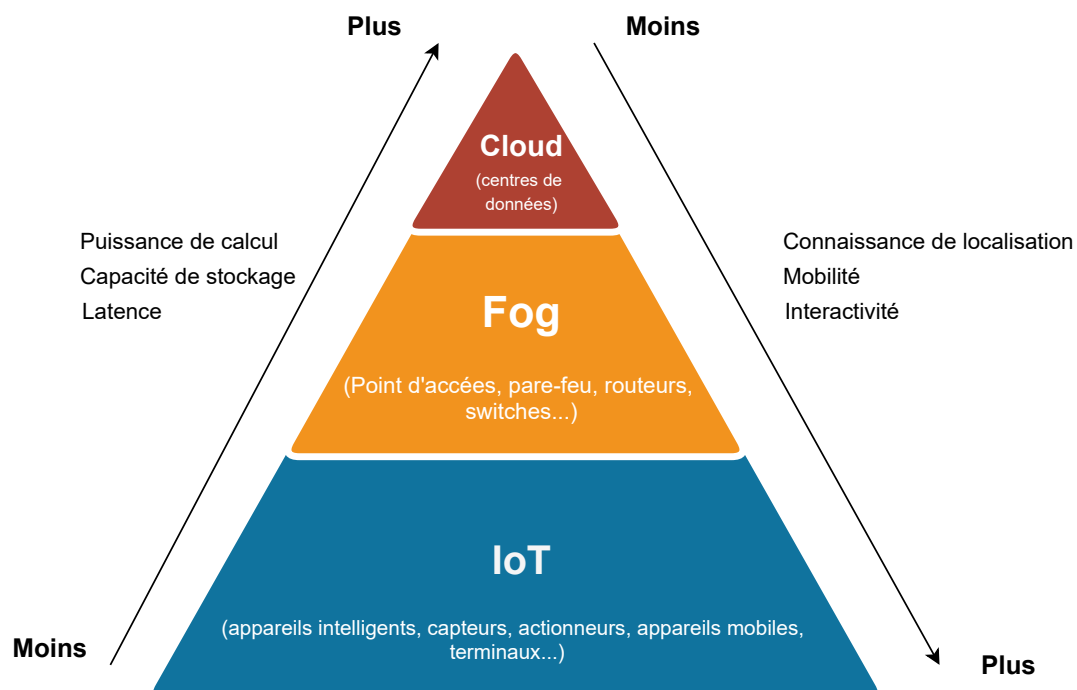 Plus
Moins
Cloud
(centres de
données)
Puissance de calcul
Capacité de stockage
Latence
Connaissance de localisation
Mobilité
Interactivité
Fog
(Point d'accées, pare-feu, routeurs,
switches...)
IoT
(appareils intelligents, capteurs, actionneurs, appareils mobiles,
terminaux...)
Moins
Plus